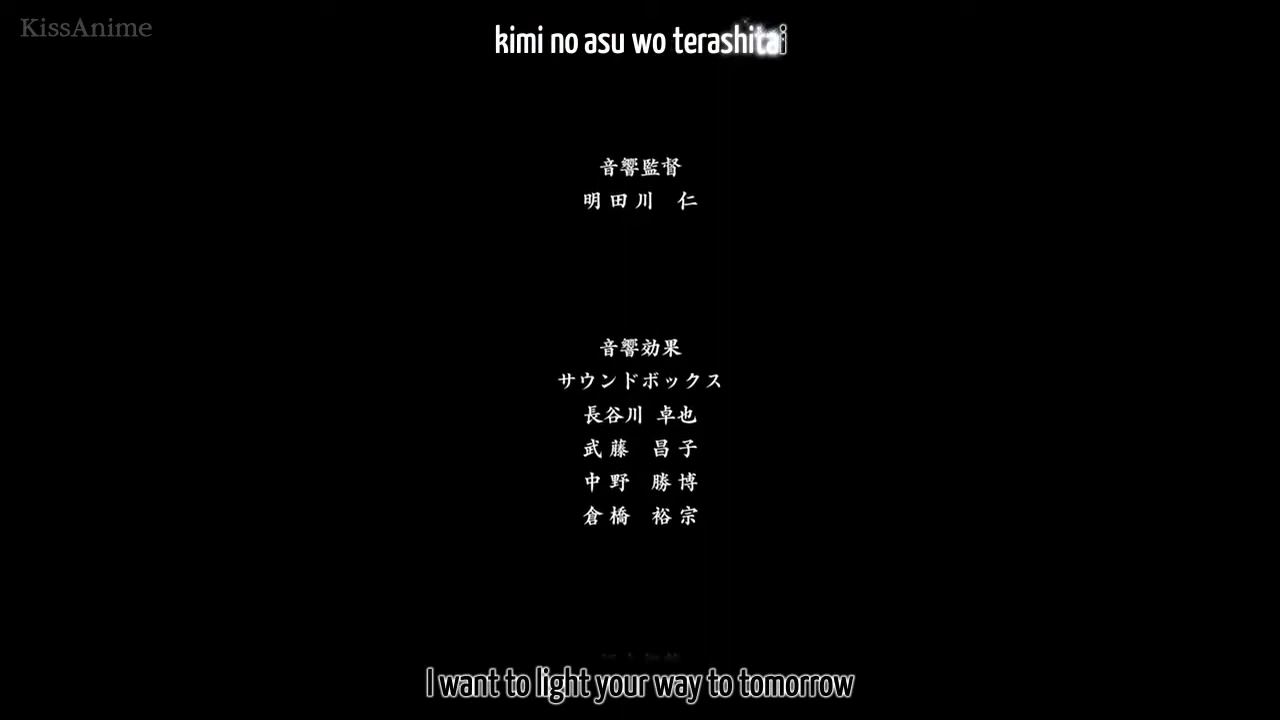 KissAnime
kimi no asu wo terashitai
音響監督
明田川 仁
音響効果
サウンドボックス
長谷川 卓也
武藤 昌子
中野 勝博
倉橋 裕宗
I want to light your way to tomorrow